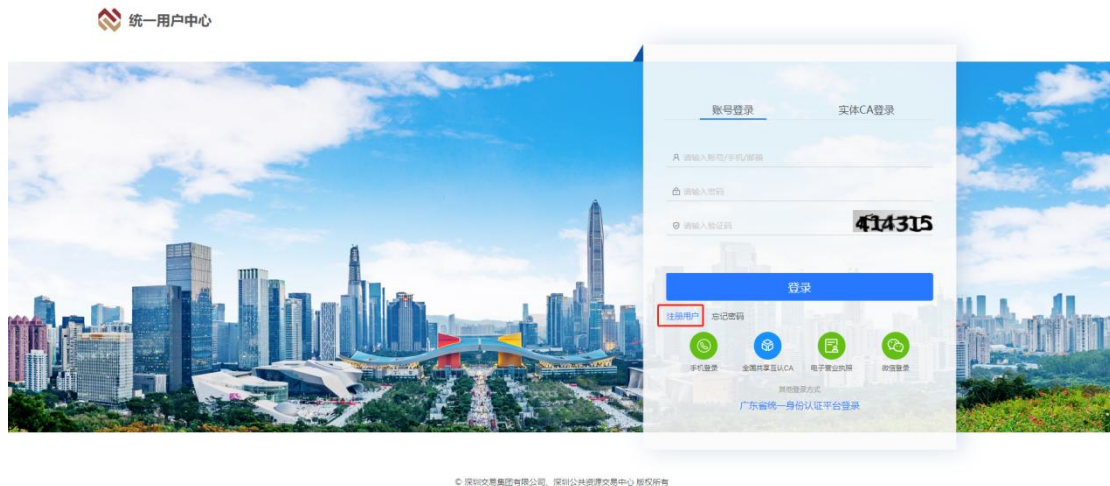 统一用户中心
账号登录 实体CA登录
请输入账号/手机/邮箱
请输入密码
请输入验证码 414315
登录
注册用户 忘记密码
手机登录 全国共享互认CA 电子营业执照 微信登录
其他登录方式
广东省统一身份认证平台登录
© 深圳交易集团有限公司、深圳公共资源交易中心 版权所有